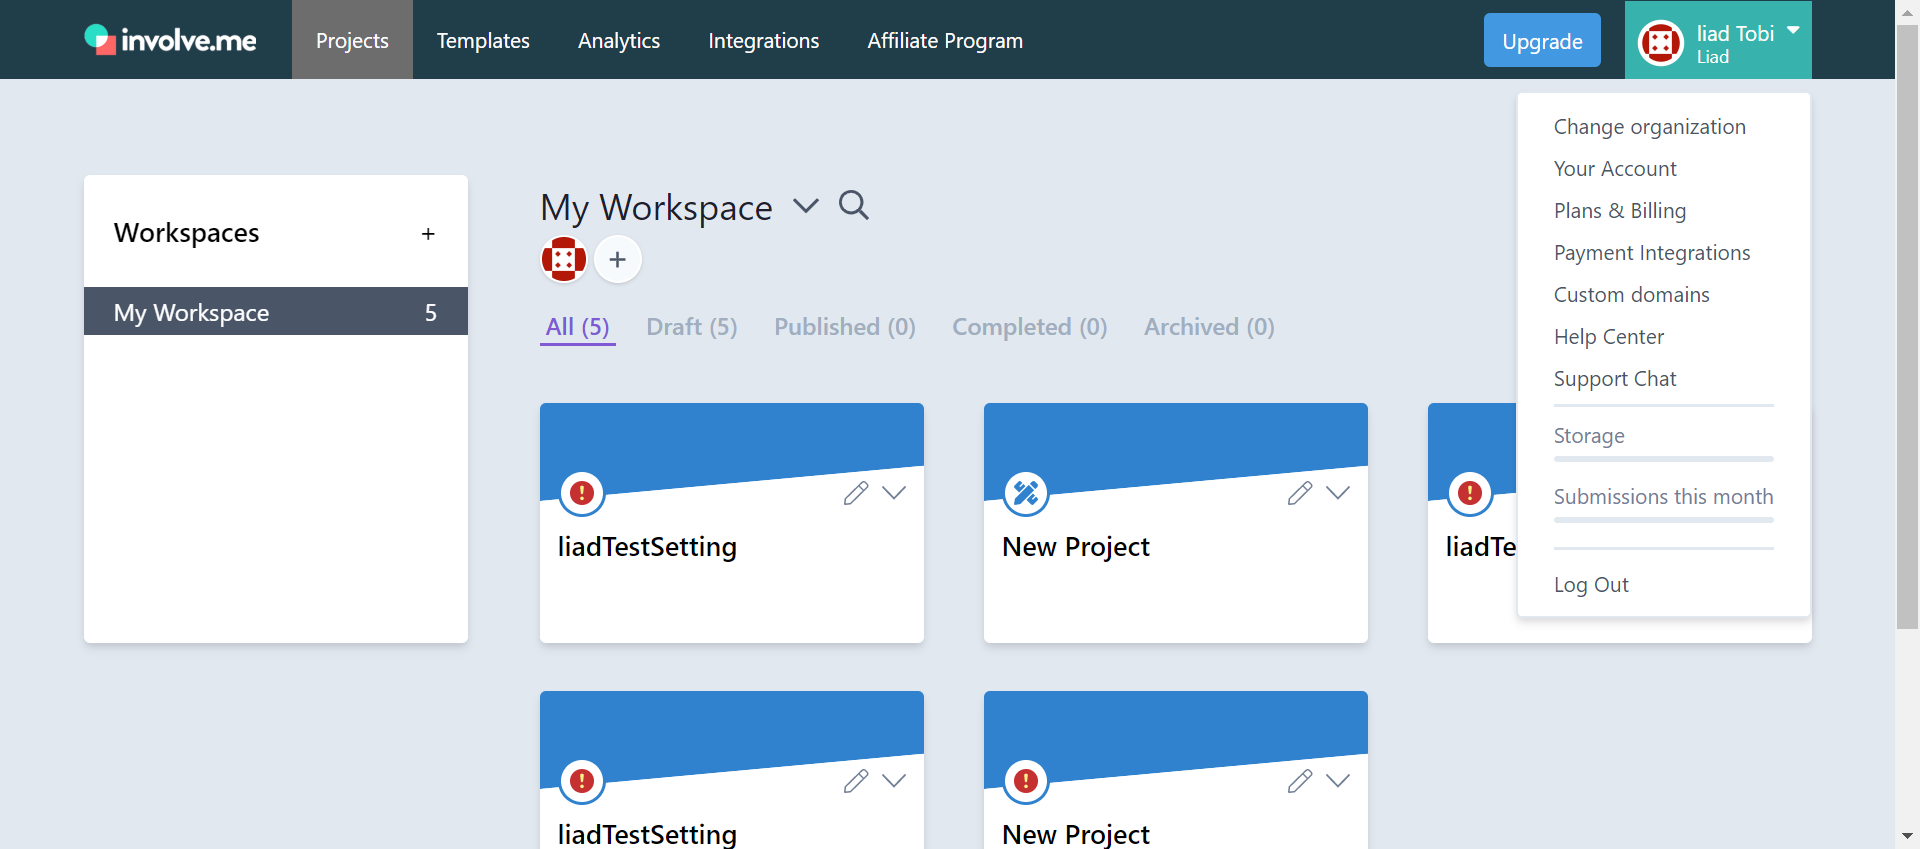 involve.me
Projects
Templates
Analytics
Integrations
Affiliate Program
Upgrade
liad Tobi
Liad
Change organization
Your Account
Plans & Billing
Payment Integrations
Custom domains
Help Center
Support Chat
Storage
Submissions this month
Log Out
Workspaces +
My Workspace 5
My Workspace
+
All (5)
Draft (5)
Published (0)
Completed (0)
Archived (0)
liadTestSetting
New Project
liadTe
liadTestSetting
New Project